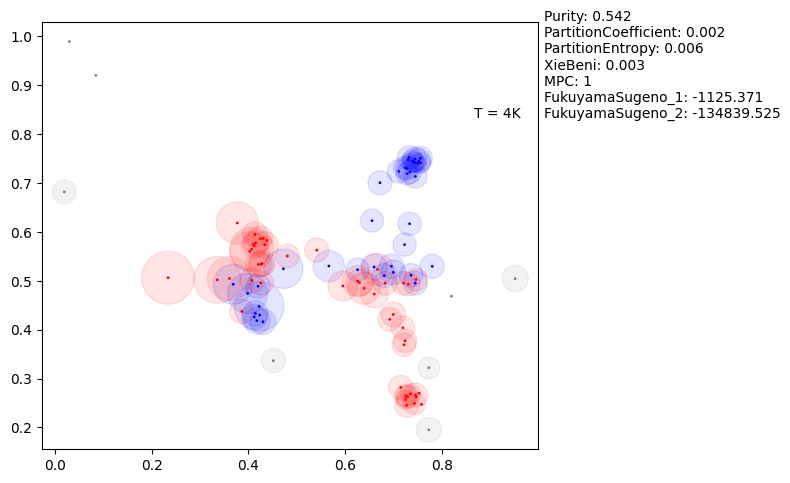 Purity: 0.542
PartitionCoefficient: 0.002
PartitionEntropy: 0.006
XieBeni: 0.003
MPC: 1
FukuyamaSugeno_1: -1125.371
FukuyamaSugeno_2: -134839.525
T = 4K
1.0
0.9
0.8
0.7
0.6
0.5
0.4
0.3
0.2
0.0 0.2 0.4 0.6 0.8